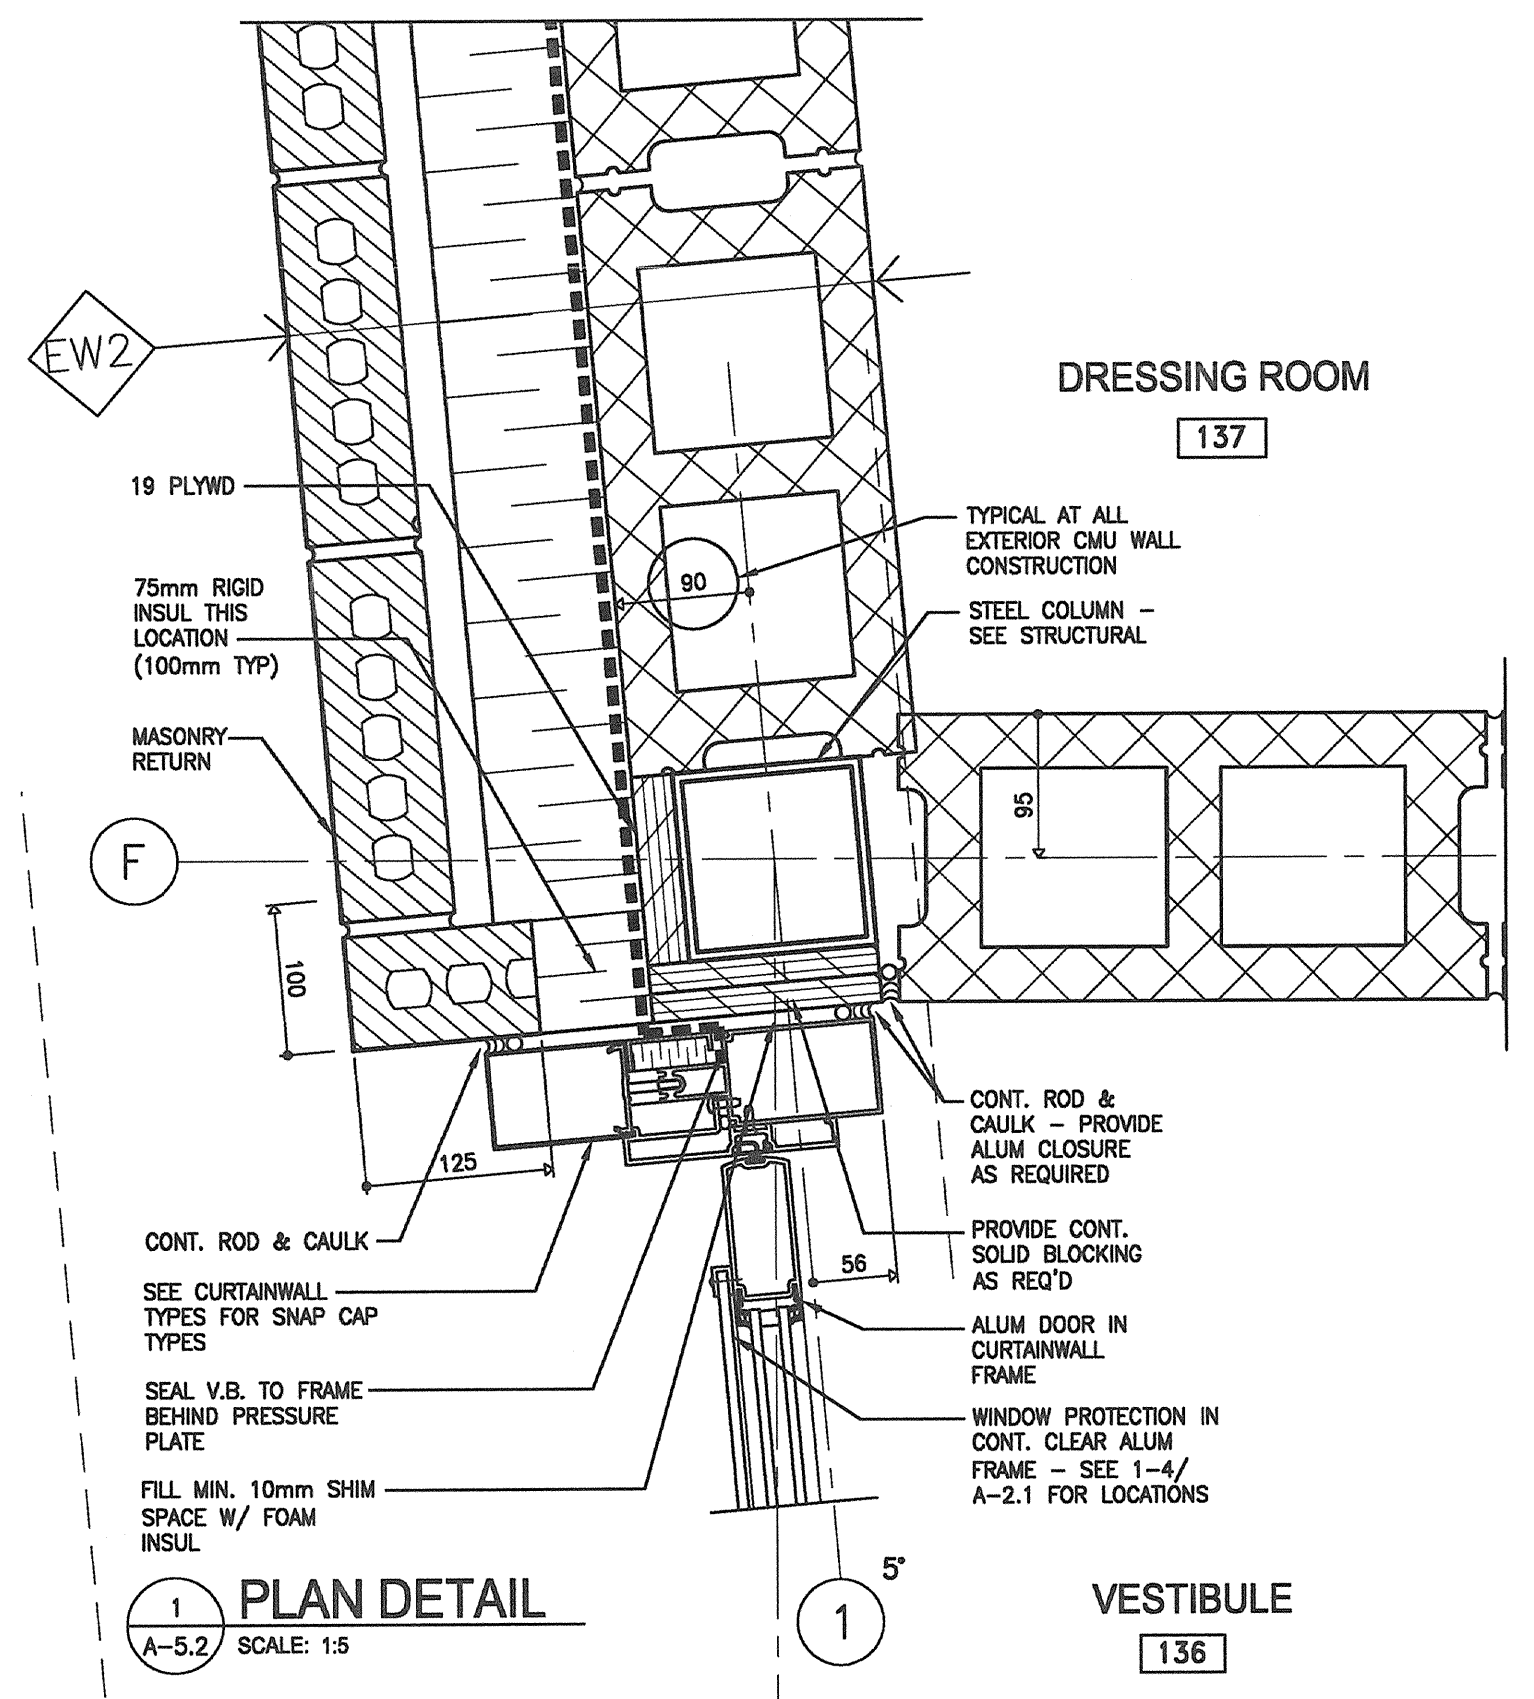 EW2
DRESSING ROOM
137
19 PLYWD
TYPICAL AT ALL
EXTERIOR CMU WALL
CONSTRUCTION
90
75mm RIGID
INSUL THIS
LOCATION
(100mm TYP)
STEEL COLUMN –
SEE STRUCTURAL
MASONRY
RETURN
95
F
100
125
CONT. ROD &
CAULK – PROVIDE
ALUM CLOSURE
AS REQUIRED
CONT. ROD & CAULK
PROVIDE CONT.
SOLID BLOCKING
AS REQ'D
56
SEE CURTAINWALL
TYPES FOR SNAP CAP
TYPES
ALUM DOOR IN
CURTAINWALL
FRAME
SEAL V.B. TO FRAME
BEHIND PRESSURE
PLATE
WINDOW PROTECTION IN
CONT. CLEAR ALUM
FRAME – SEE 1–4/
A–2.1 FOR LOCATIONS
FILL MIN. 10mm SHIM
SPACE W/ FOAM
INSUL
5°
1
1
A–5.2
PLAN DETAIL
SCALE: 1:5
VESTIBULE
136